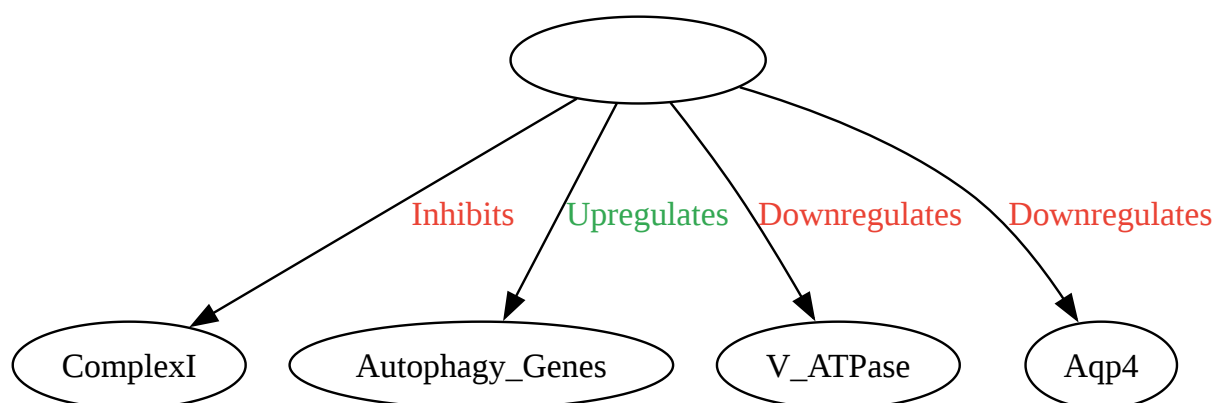 Inhibits
Upregulates
Downregulates
Downregulates
ComplexI
Autophagy_Genes
V_ATPase
Aqp4